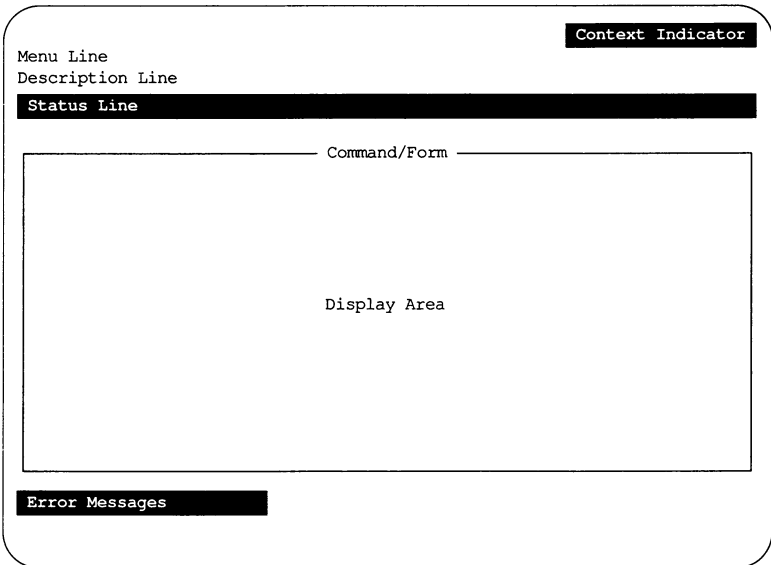 Context Indicator
Menu Line
Description Line
Status Line
Command/Form
Display Area
Error Messages